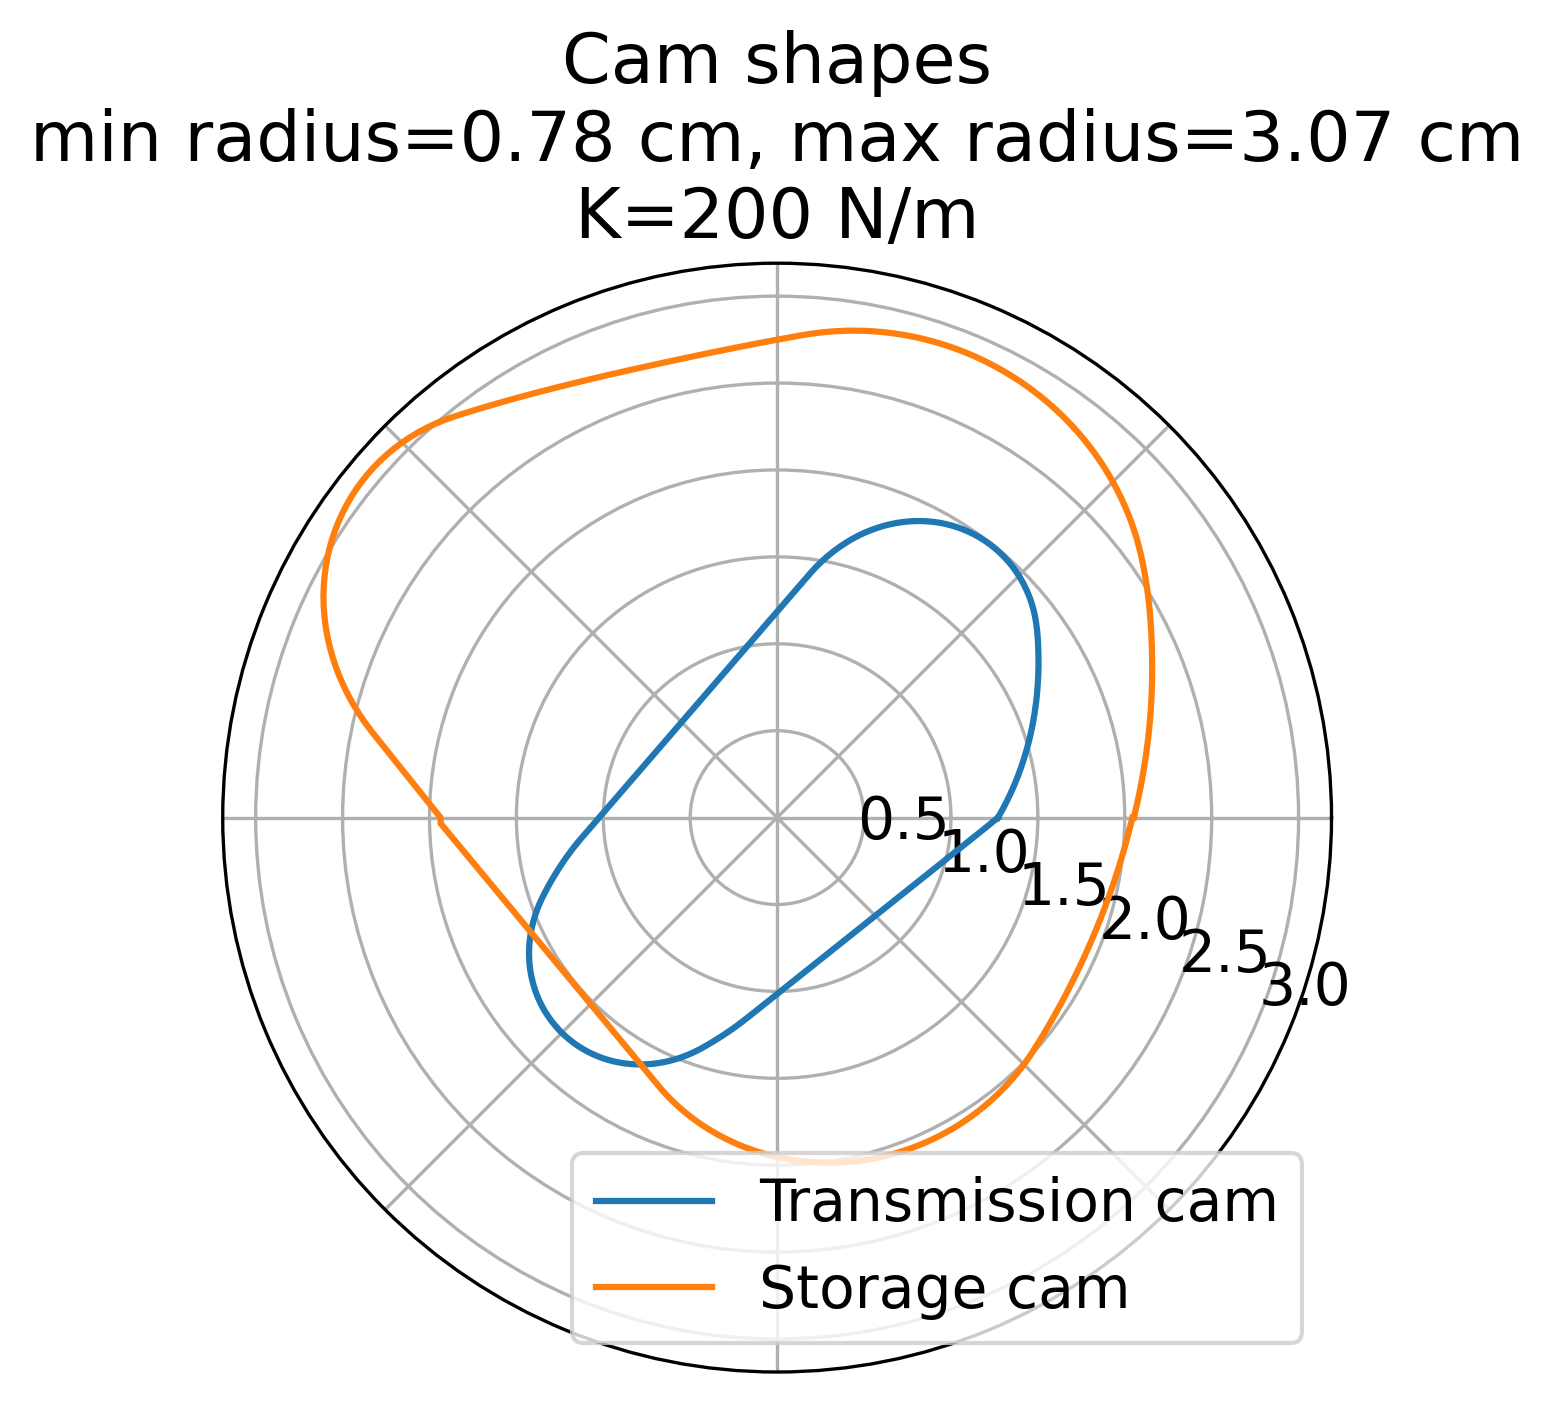 Cam shapes
min radius=0.78 cm, max radius=3.07 cm
K=200 N/m
0.5
1.0
1.5
2.0
2.5
3.0
Transmission cam
Storage cam